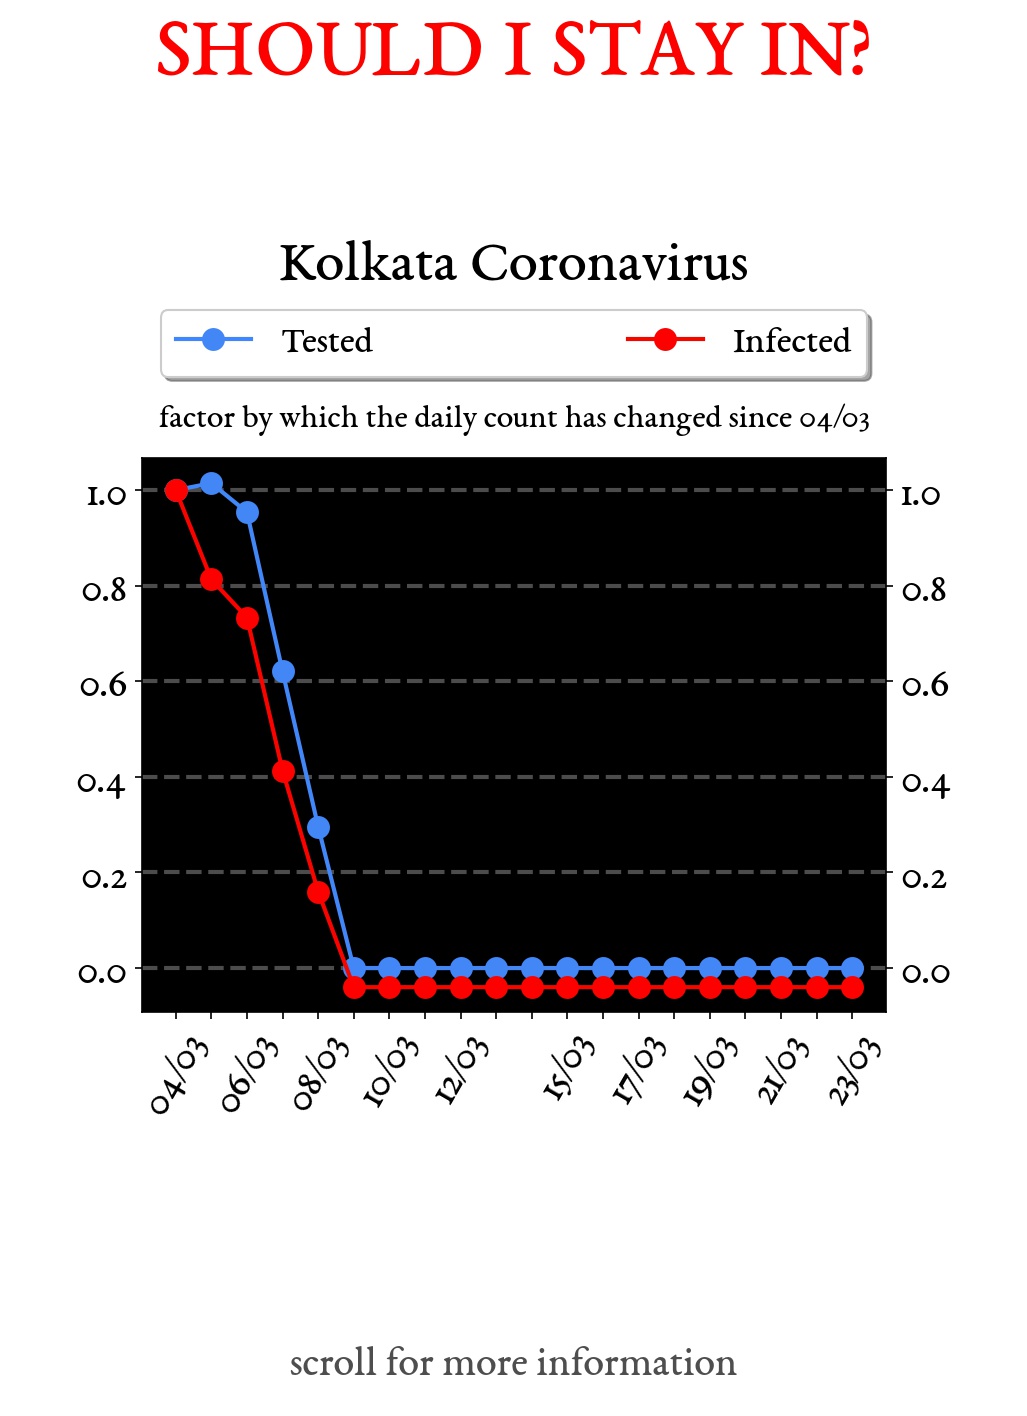 SHOULD I STAY IN?
Kolkata Coronavirus
Tested Infected
factor by which the daily count has changed since 04/03
1.0 1.0
0.8 0.8
0.6 0.6
0.4 0.4
0.2 0.2
0.0 0.0
04/03 06/03 08/03 10/03 12/03 15/03 17/03 19/03 21/03 23/03
scroll for more information